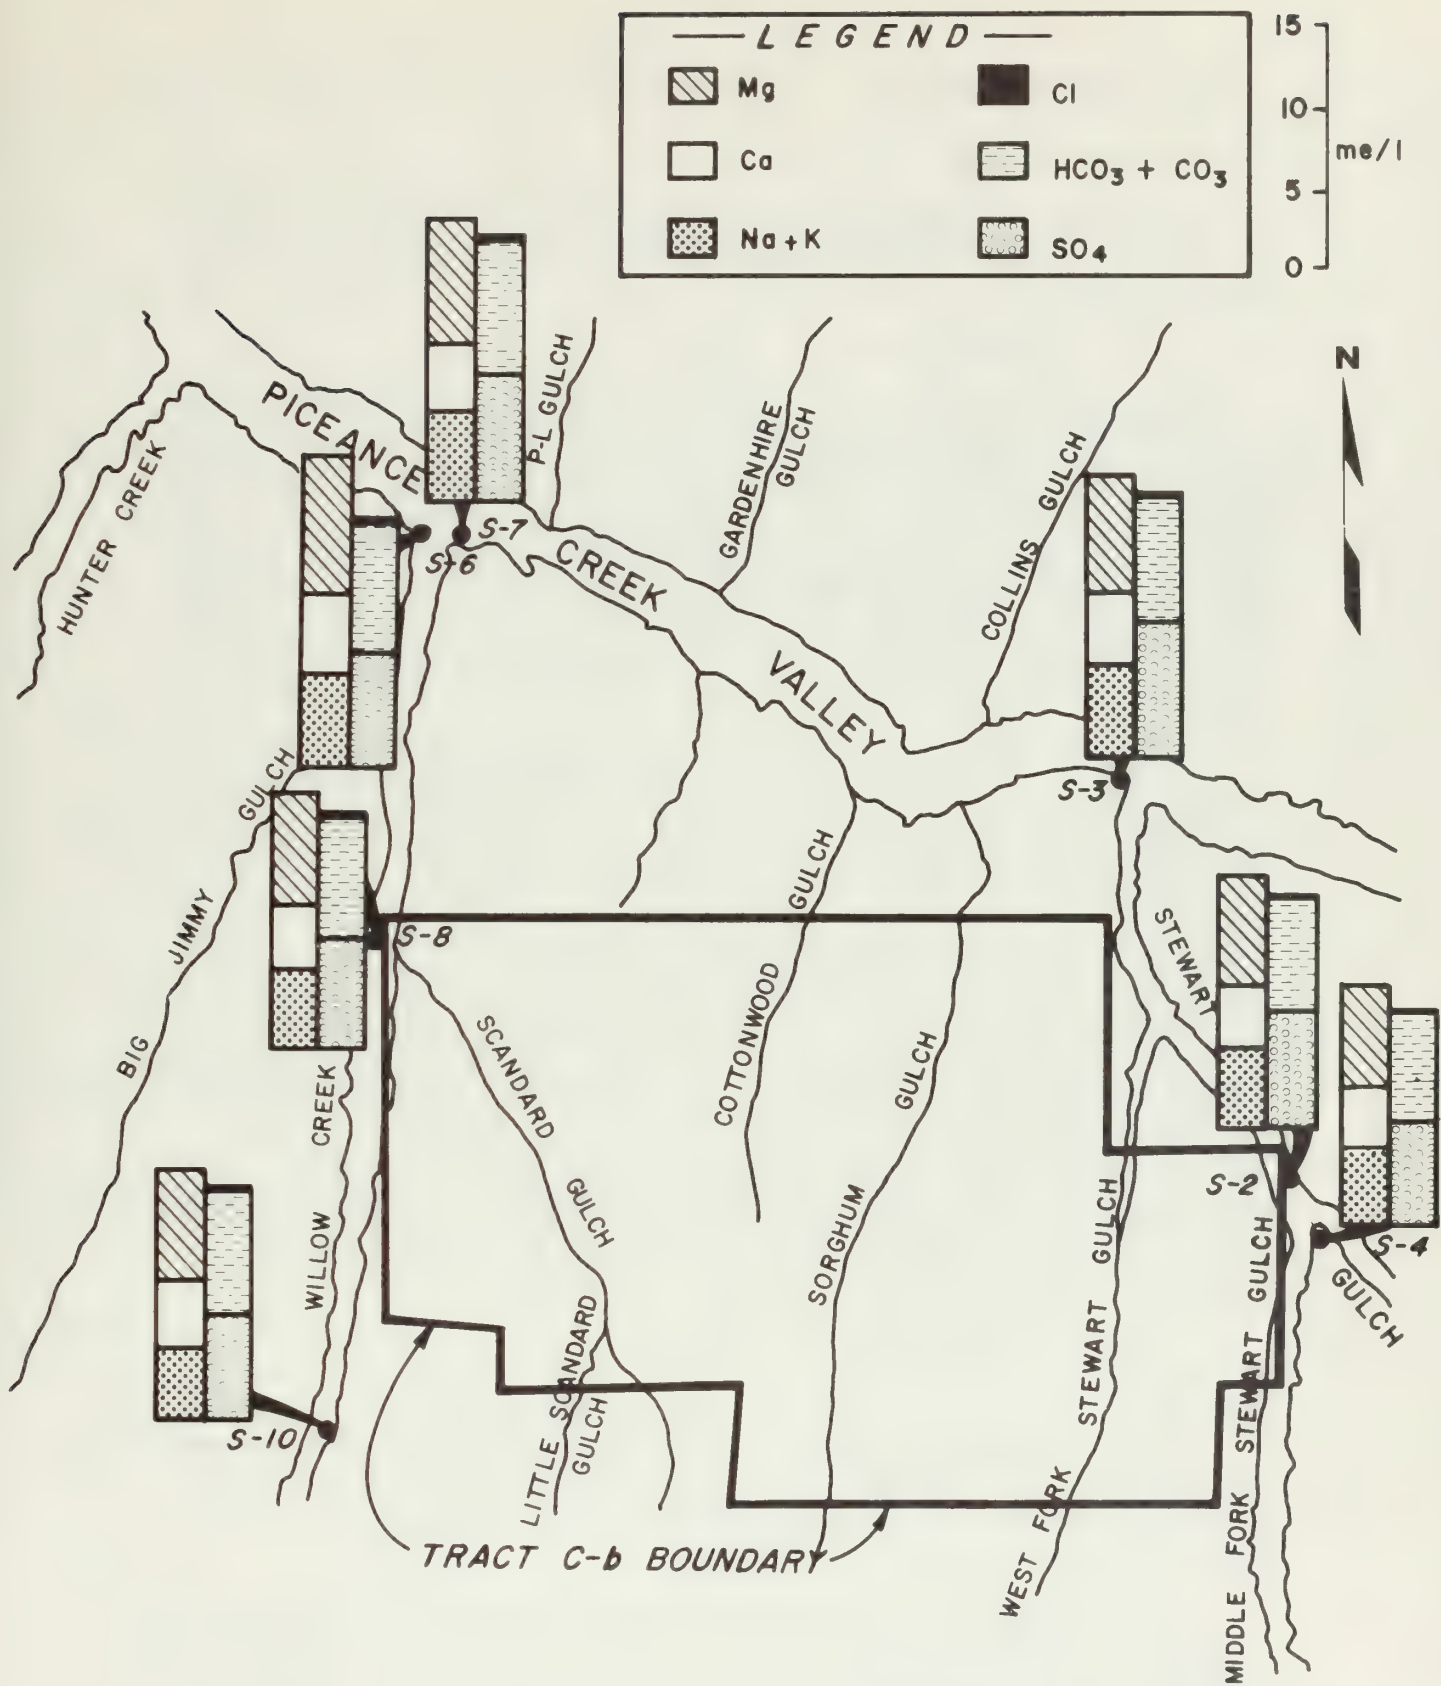 LEGEND
Mg
Cl
Ca
HCO₃ + CO₃
Na+K
SO₄
15
10
5
0
me/l
N
PICEANCE
CREEK
VALLEY
HUNTER CREEK
P-L GULCH
GARDENHIRE
GULCH
COLLINS GULCH
S-7
S-6
S-3
BIG JIMMY GULCH
S-8
SCANDARD GULCH
COTTONWOOD GULCH
SORGHUM GULCH
STEWART
GULCH
S-2
S-4
WILLOW CREEK
S-10
LITTLE SCANDARD
GULCH
WEST FORK STEWART GULCH
MIDDLE FORK STEWART GULCH
TRACT C-b BOUNDARY